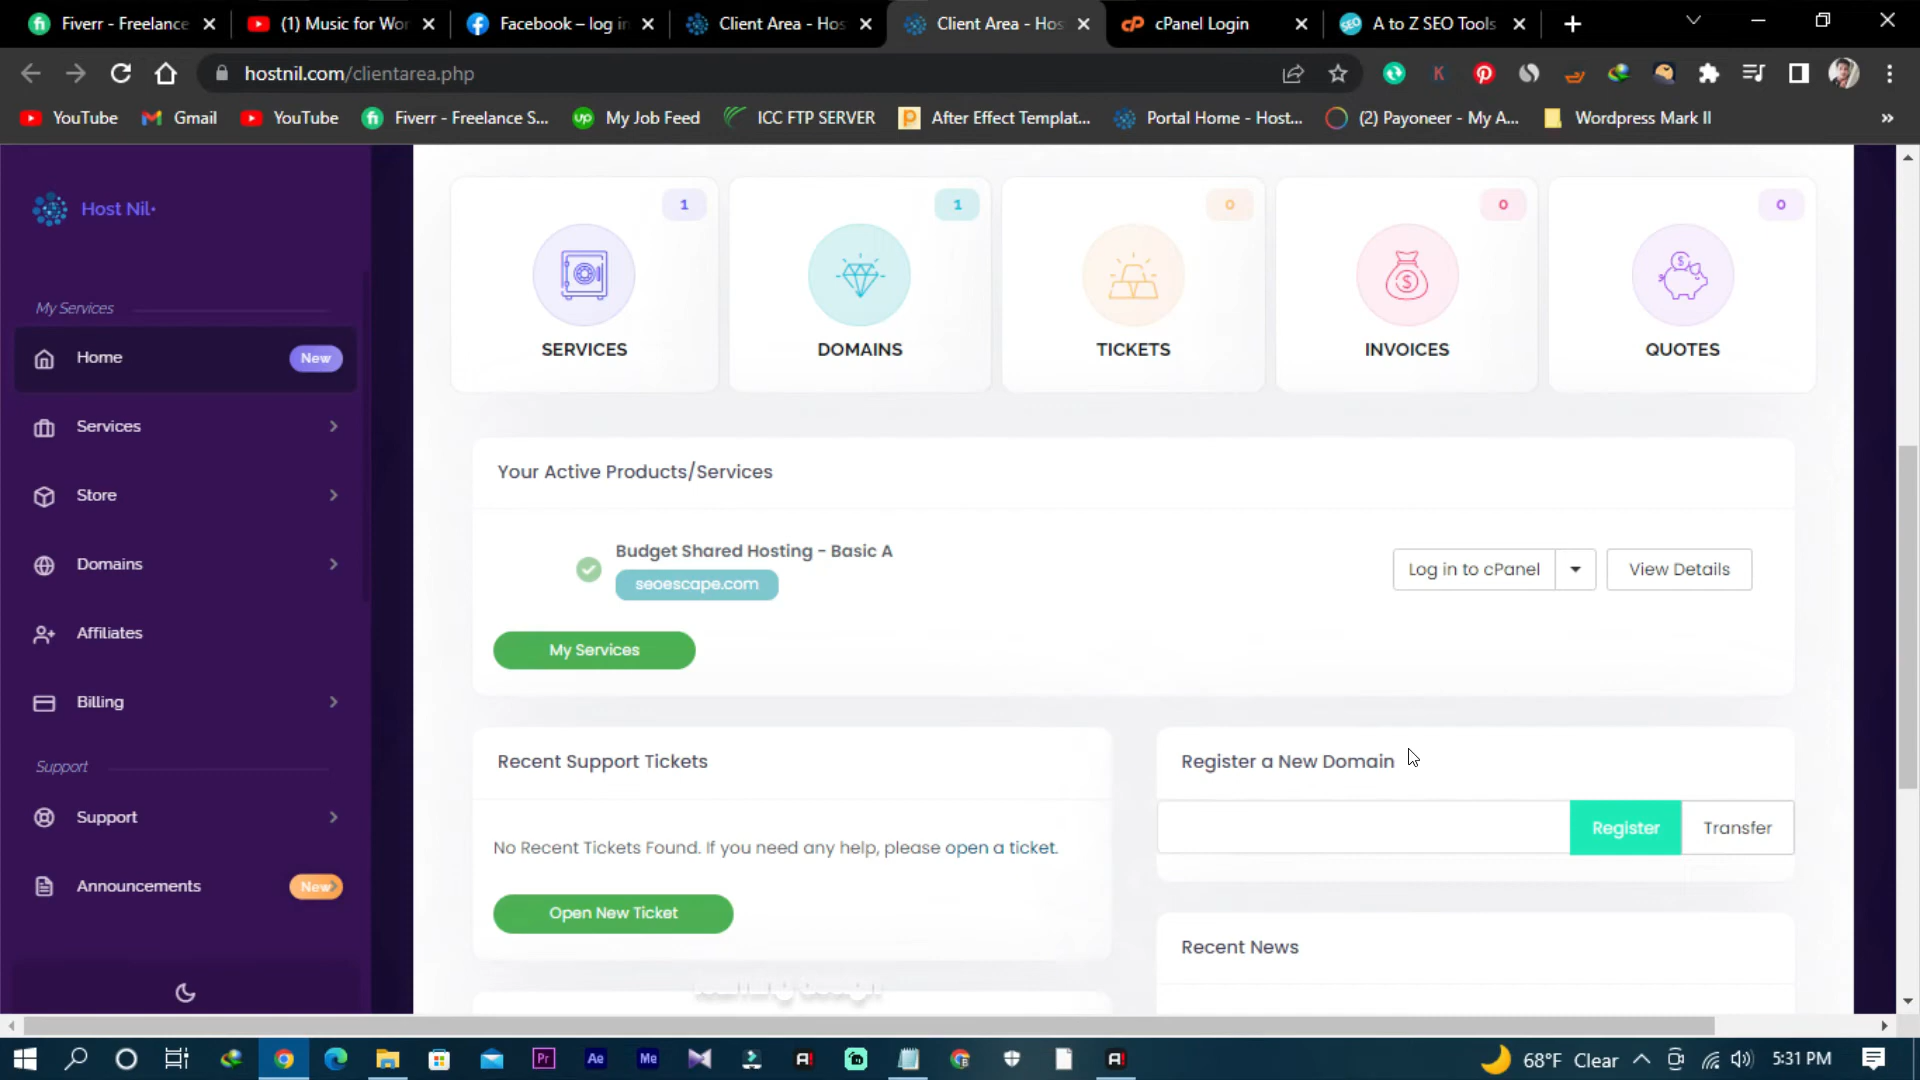 Fiverr - Freelance
(1) Music for Wor
Facebook – log in
Client Area - Hos
Client Area - Hos
cPanel Login
A to Z SEO Tools
hostnil.com/clientarea.php
YouTube
Gmail
YouTube
Fiverr - Freelance S...
My Job Feed
ICC FTP SERVER
After Effect Templat...
Portal Home - Host...
(2) Payoneer - My A...
Wordpress Mark II
Host Nil
1
1
0
0
0
SERVICES
DOMAINS
TICKETS
INVOICES
QUOTES
My Services
Home
New
Services
Store
Domains
Affiliates
Billing
Support
Support
Announcements
New
Your Active Products/Services
Budget Shared Hosting - Basic A
seoescape.com
Log in to cPanel
View Details
My Services
Recent Support Tickets
No Recent Tickets Found. If you need any help, please open a ticket.
Open New Ticket
Register a New Domain
Register
Transfer
Recent News
68°F Clear
5:31 PM